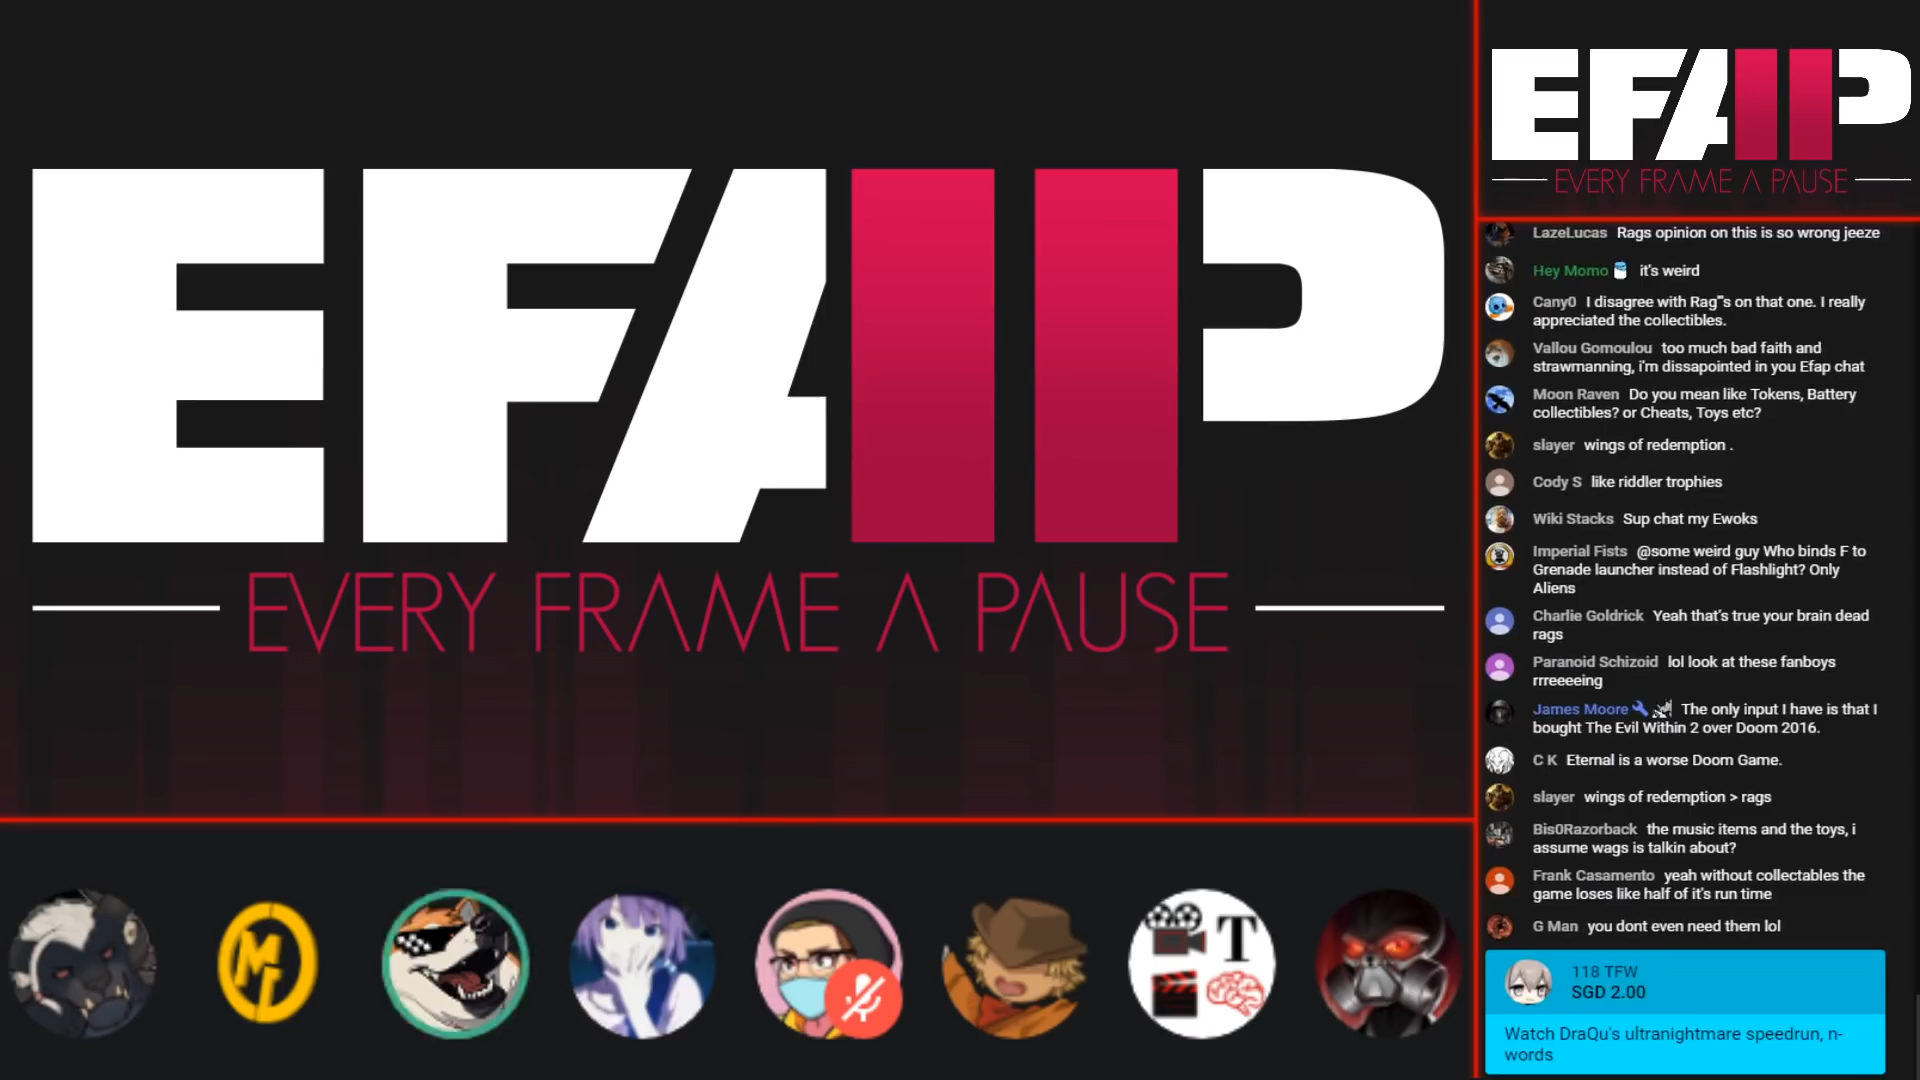 EFAP
EVERY FRAME A PAUSE
EFAP
EVERY FRAME A PAUSE
LazeLucas Rags opinion on this is so wrong jeeze
Hey Momo it's weird
Cany0 I disagree with Rag"s on that one. I really
appreciated the collectibles.
Vallou Gomoulou too much bad faith and
strawmanning, i'm dissapointed in you Efap chat
Moon Raven Do you mean like Tokens, Battery
collectibles? or Cheats, Toys etc?
slayer wings of redemption .
Cody S like riddler trophies
Wiki Stacks Sup chat my Ewoks
Imperial Fists @some weird guy Who binds F to
Grenade launcher instead of Flashlight? Only
Aliens
Charlie Goldrick Yeah that's true your brain dead
rags
Paranoid Schizoid lol look at these fanboys
rrreeeeing
James Moore The only input I have is that I
bought The Evil Within 2 over Doom 2016.
C K Eternal is a worse Doom Game.
slayer wings of redemption > rags
Bis0Razorback the music items and the toys, i
assume wags is talkin about?
Frank Casamento yeah without collectables the
game loses like half of it's run time
G Man you dont even need them lol
118 TFW
SGD 2.00
Watch DraQu's ultranightmare speedrun, n-
words
M
T